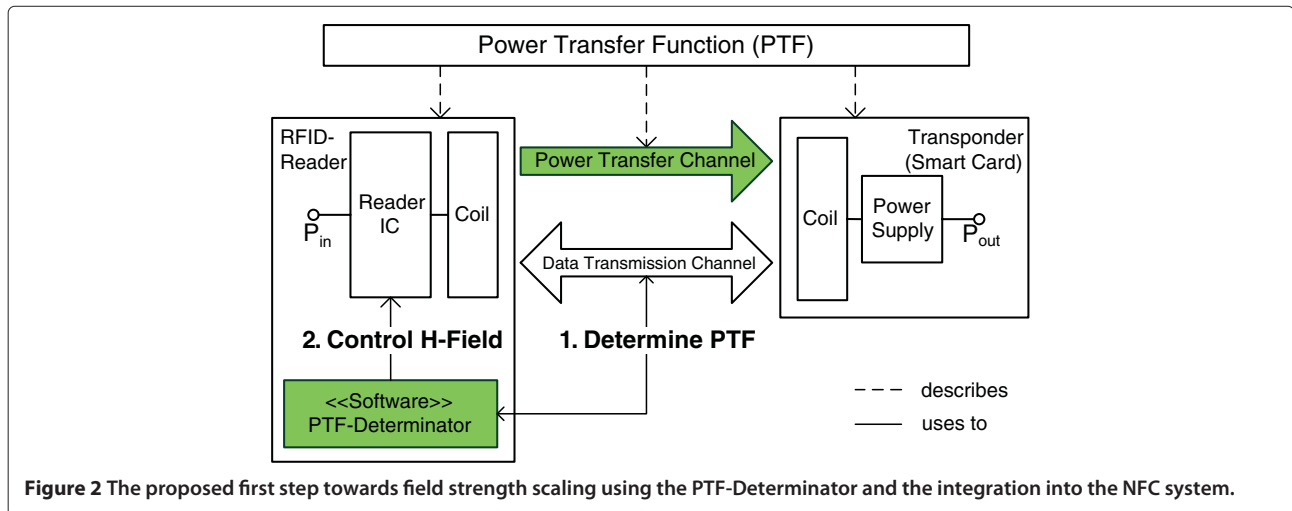 Power Transfer Function (PTF)
RFID-
Reader
Reader
IC
Coil
P_in
Power Transfer Channel
Data Transmission Channel
Transponder
(Smart Card)
Coil
Power
Supply
P_out
2. Control H-Field
1. Determine PTF
<<Software>>
PTF-Determinator
describes
uses to
Figure 2 The proposed first step towards field strength scaling using the PTF-Determinator and the integration into the NFC system.